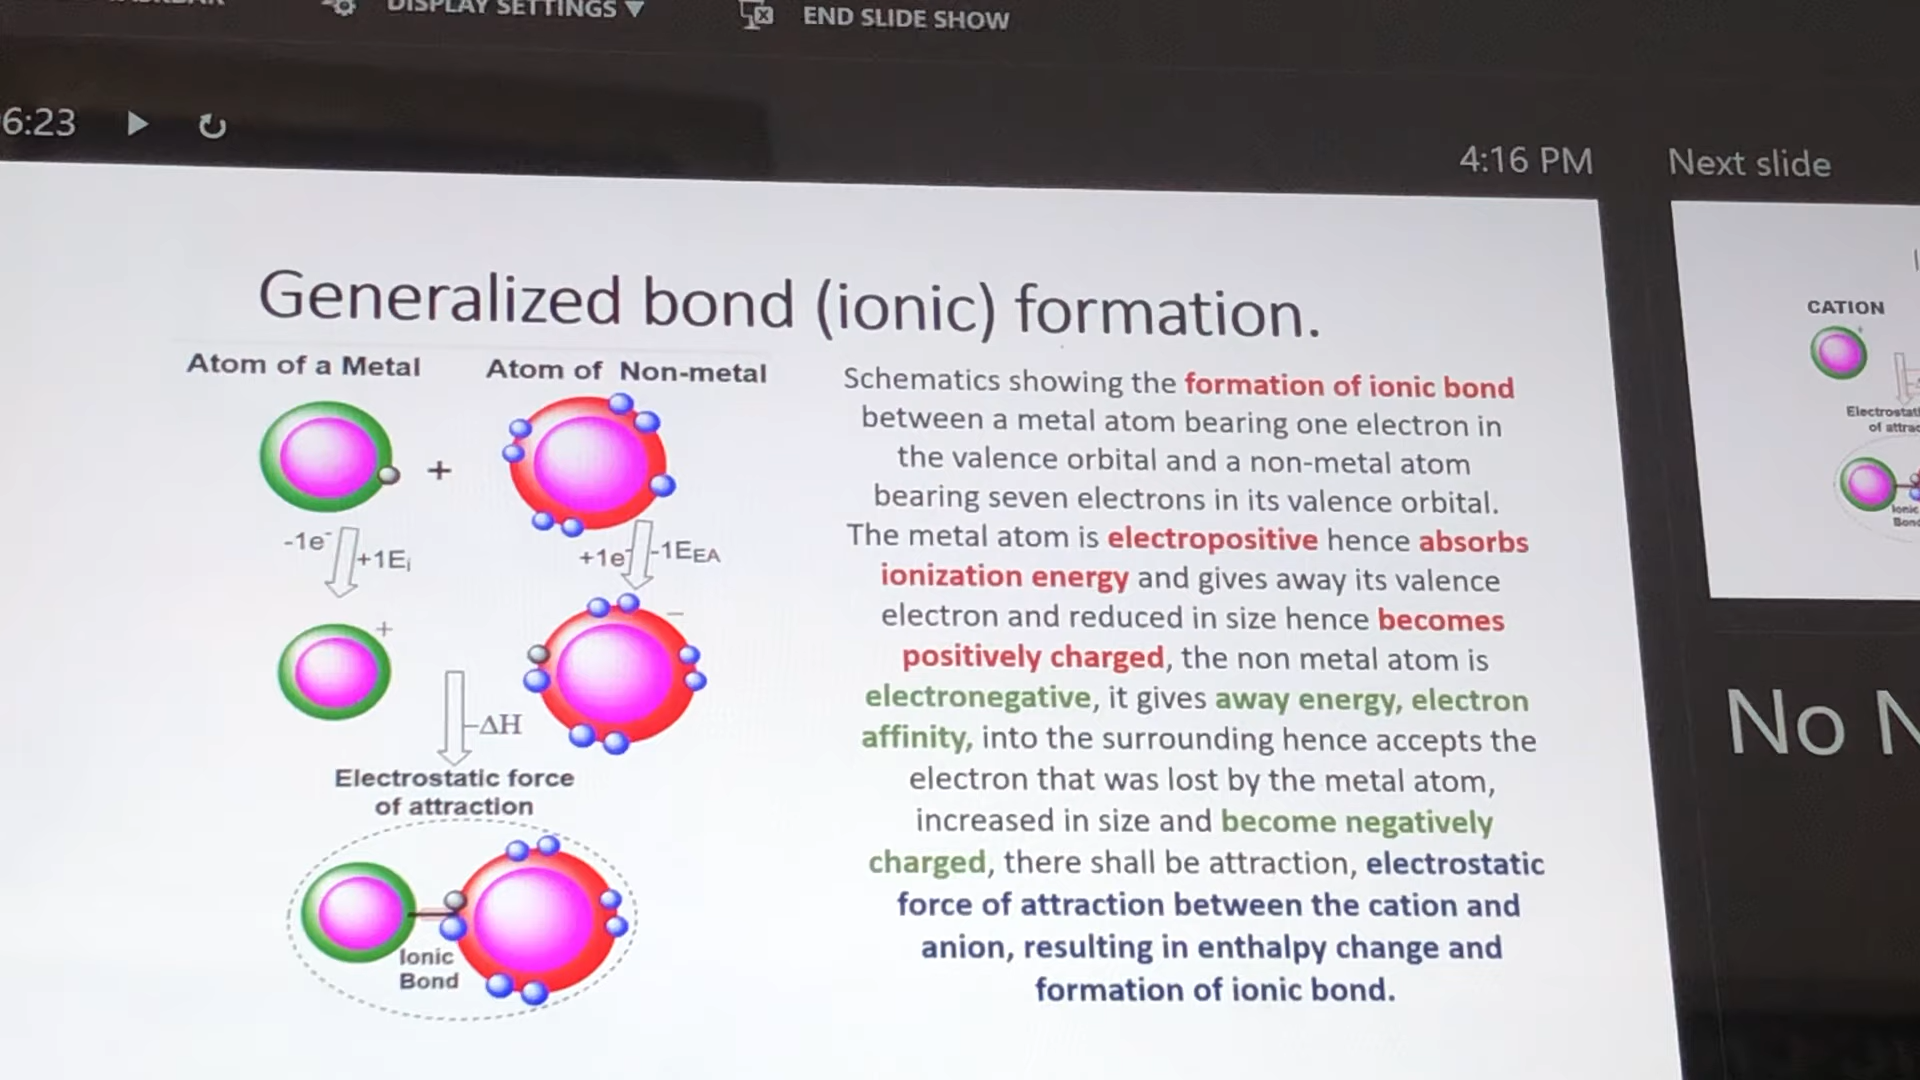 DISPLAY SETTINGS ▼
END SLIDE SHOW
6:23
4:16 PM
Next slide
Generalized bond (ionic) formation.
Atom of a Metal
Atom of Non-metal
+
-1e⁻
+1Eᵢ
+1e⁻
-1EEA
+
−
-ΔH
Electrostatic force
of attraction
Ionic
Bond
Schematics showing the formation of ionic bond
between a metal atom bearing one electron in
the valence orbital and a non-metal atom
bearing seven electrons in its valence orbital.
The metal atom is electropositive hence absorbs
ionization energy and gives away its valence
electron and reduced in size hence becomes
positively charged, the non metal atom is
electronegative, it gives away energy, electron
affinity, into the surrounding hence accepts the
electron that was lost by the metal atom,
increased in size and become negatively
charged, there shall be attraction, electrostatic
force of attraction between the cation and
anion, resulting in enthalpy change and
formation of ionic bond.
CATION
+
of
Ionic
No